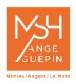 MSH
ANGE
GUÉPIN
Nantes / Angers / Le Mans